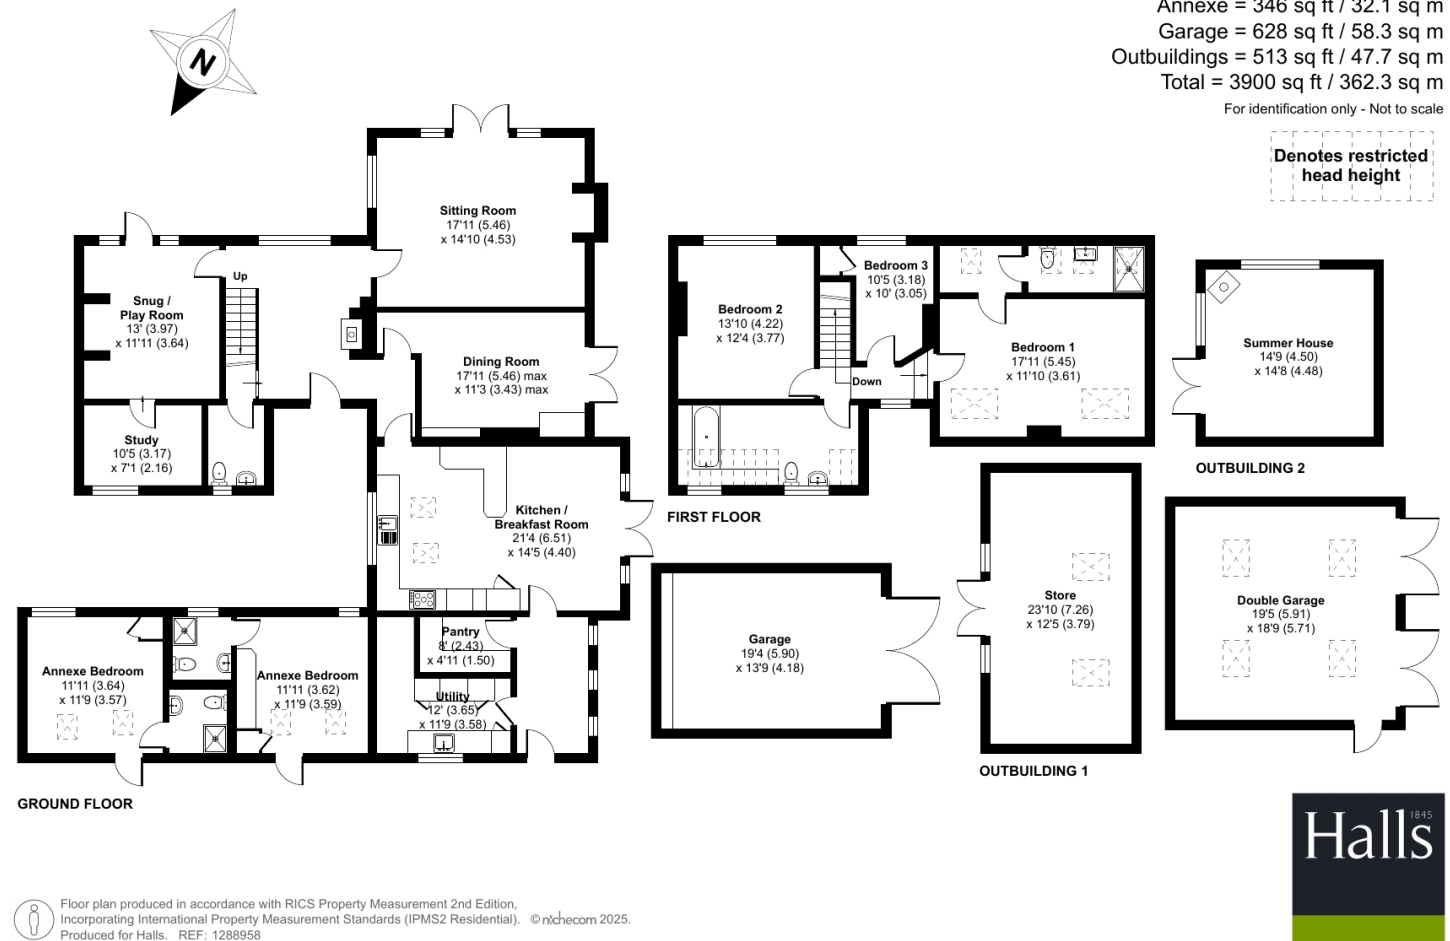 Annexe = 346 sq ft / 32.1 sq m
Garage = 628 sq ft / 58.3 sq m
Outbuildings = 513 sq ft / 47.7 sq m
Total = 3900 sq ft / 362.3 sq m
For identification only - Not to scale
Denotes restricted
head height
N
Sitting Room
17'11 (5.46)
x 14'10 (4.53)
Up
Snug /
Play Room
13' (3.97)
x 11'11 (3.64)
Dining Room
17'11 (5.46) max
x 11'3 (3.43) max
Study
10'5 (3.17)
x 7'1 (2.16)
Kitchen /
Breakfast Room
21'4 (6.51)
x 14'5 (4.40)
Pantry
8' (2.43)
x 4'11 (1.50)
Utility
12' (3.65)
x 11'9 (3.58)
Annexe Bedroom
11'11 (3.64)
x 11'9 (3.57)
Annexe Bedroom
11'11 (3.62)
x 11'9 (3.59)
GROUND FLOOR
Bedroom 2
13'10 (4.22)
x 12'4 (3.77)
Bedroom 3
10'5 (3.18)
x 10' (3.05)
Bedroom 1
17'11 (5.45)
x 11'10 (3.61)
Down
FIRST FLOOR
Summer House
14'9 (4.50)
x 14'8 (4.48)
OUTBUILDING 2
Garage
19'4 (5.90)
x 13'9 (4.18)
Store
23'10 (7.26)
x 12'5 (3.79)
OUTBUILDING 1
Double Garage
19'5 (5.91)
x 18'9 (5.71)
Halls
1845
Floor plan produced in accordance with RICS Property Measurement 2nd Edition,
Incorporating International Property Measurement Standards (IPMS2 Residential). © nichecom 2025.
Produced for Halls. REF: 1288958